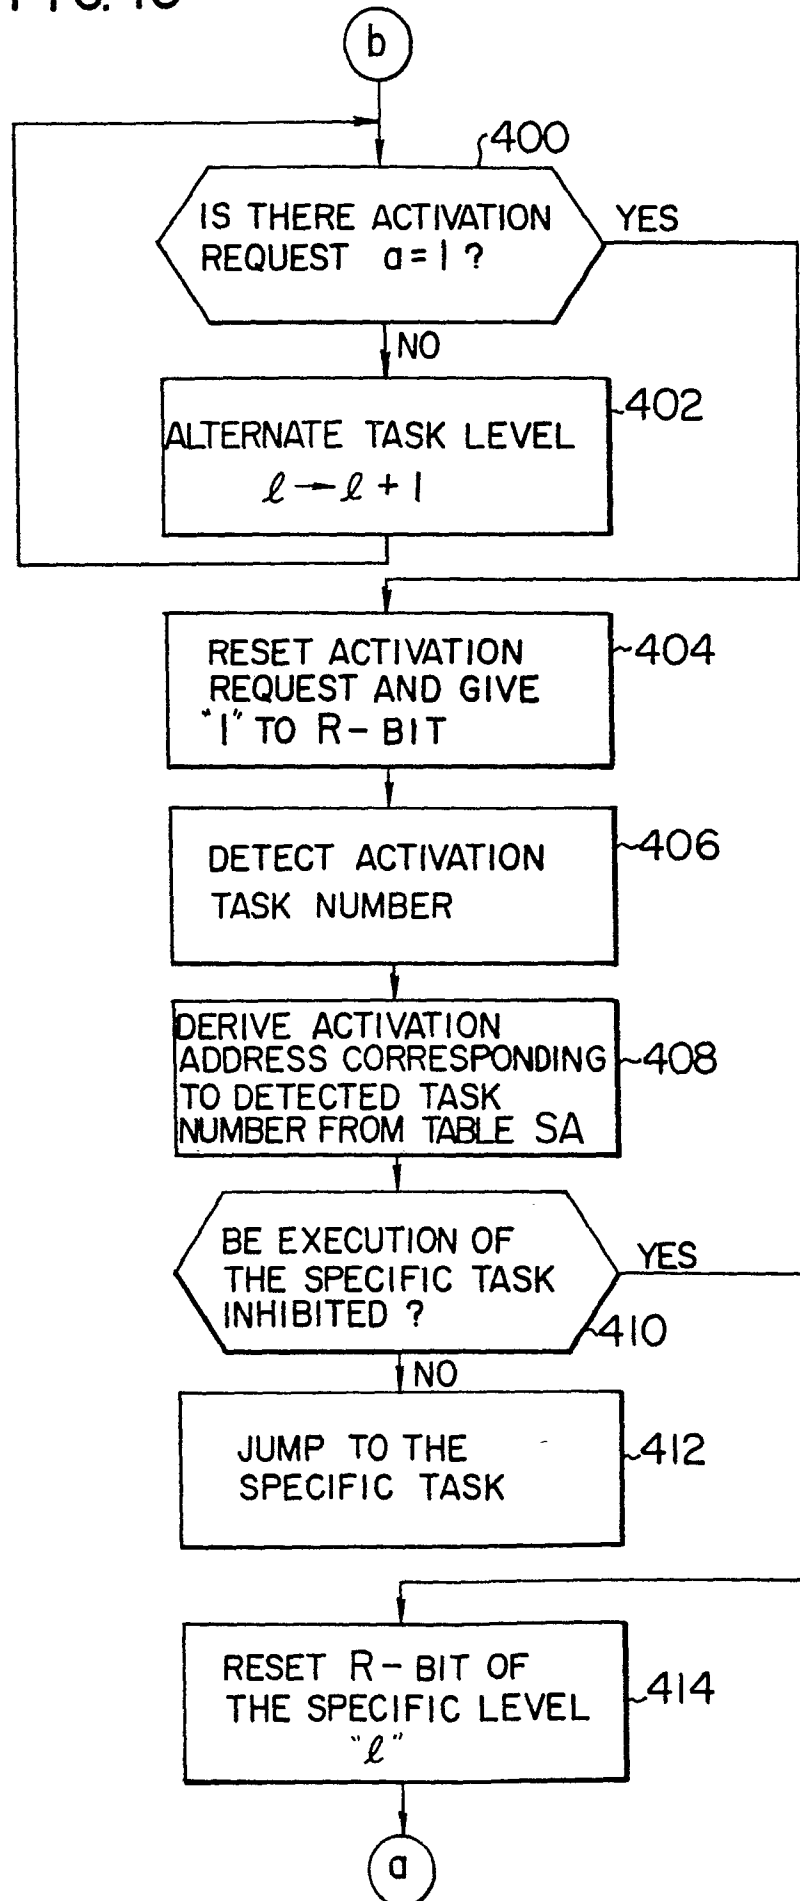 b
400
IS THERE ACTIVATION
REQUEST a = 1 ?
YES
NO
402
ALTERNATE TASK LEVEL
ℓ → ℓ + 1
404
RESET ACTIVATION
REQUEST AND GIVE
"1" TO R-BIT
406
DETECT ACTIVATION
TASK NUMBER
408
DERIVE ACTIVATION
ADDRESS CORRESPONDING
TO DETECTED TASK
NUMBER FROM TABLE SA
BE EXECUTION OF
THE SPECIFIC TASK
INHIBITED ?
YES
410
NO
412
JUMP TO THE
SPECIFIC TASK
414
RESET R-BIT OF
THE SPECIFIC LEVEL
"ℓ"
a